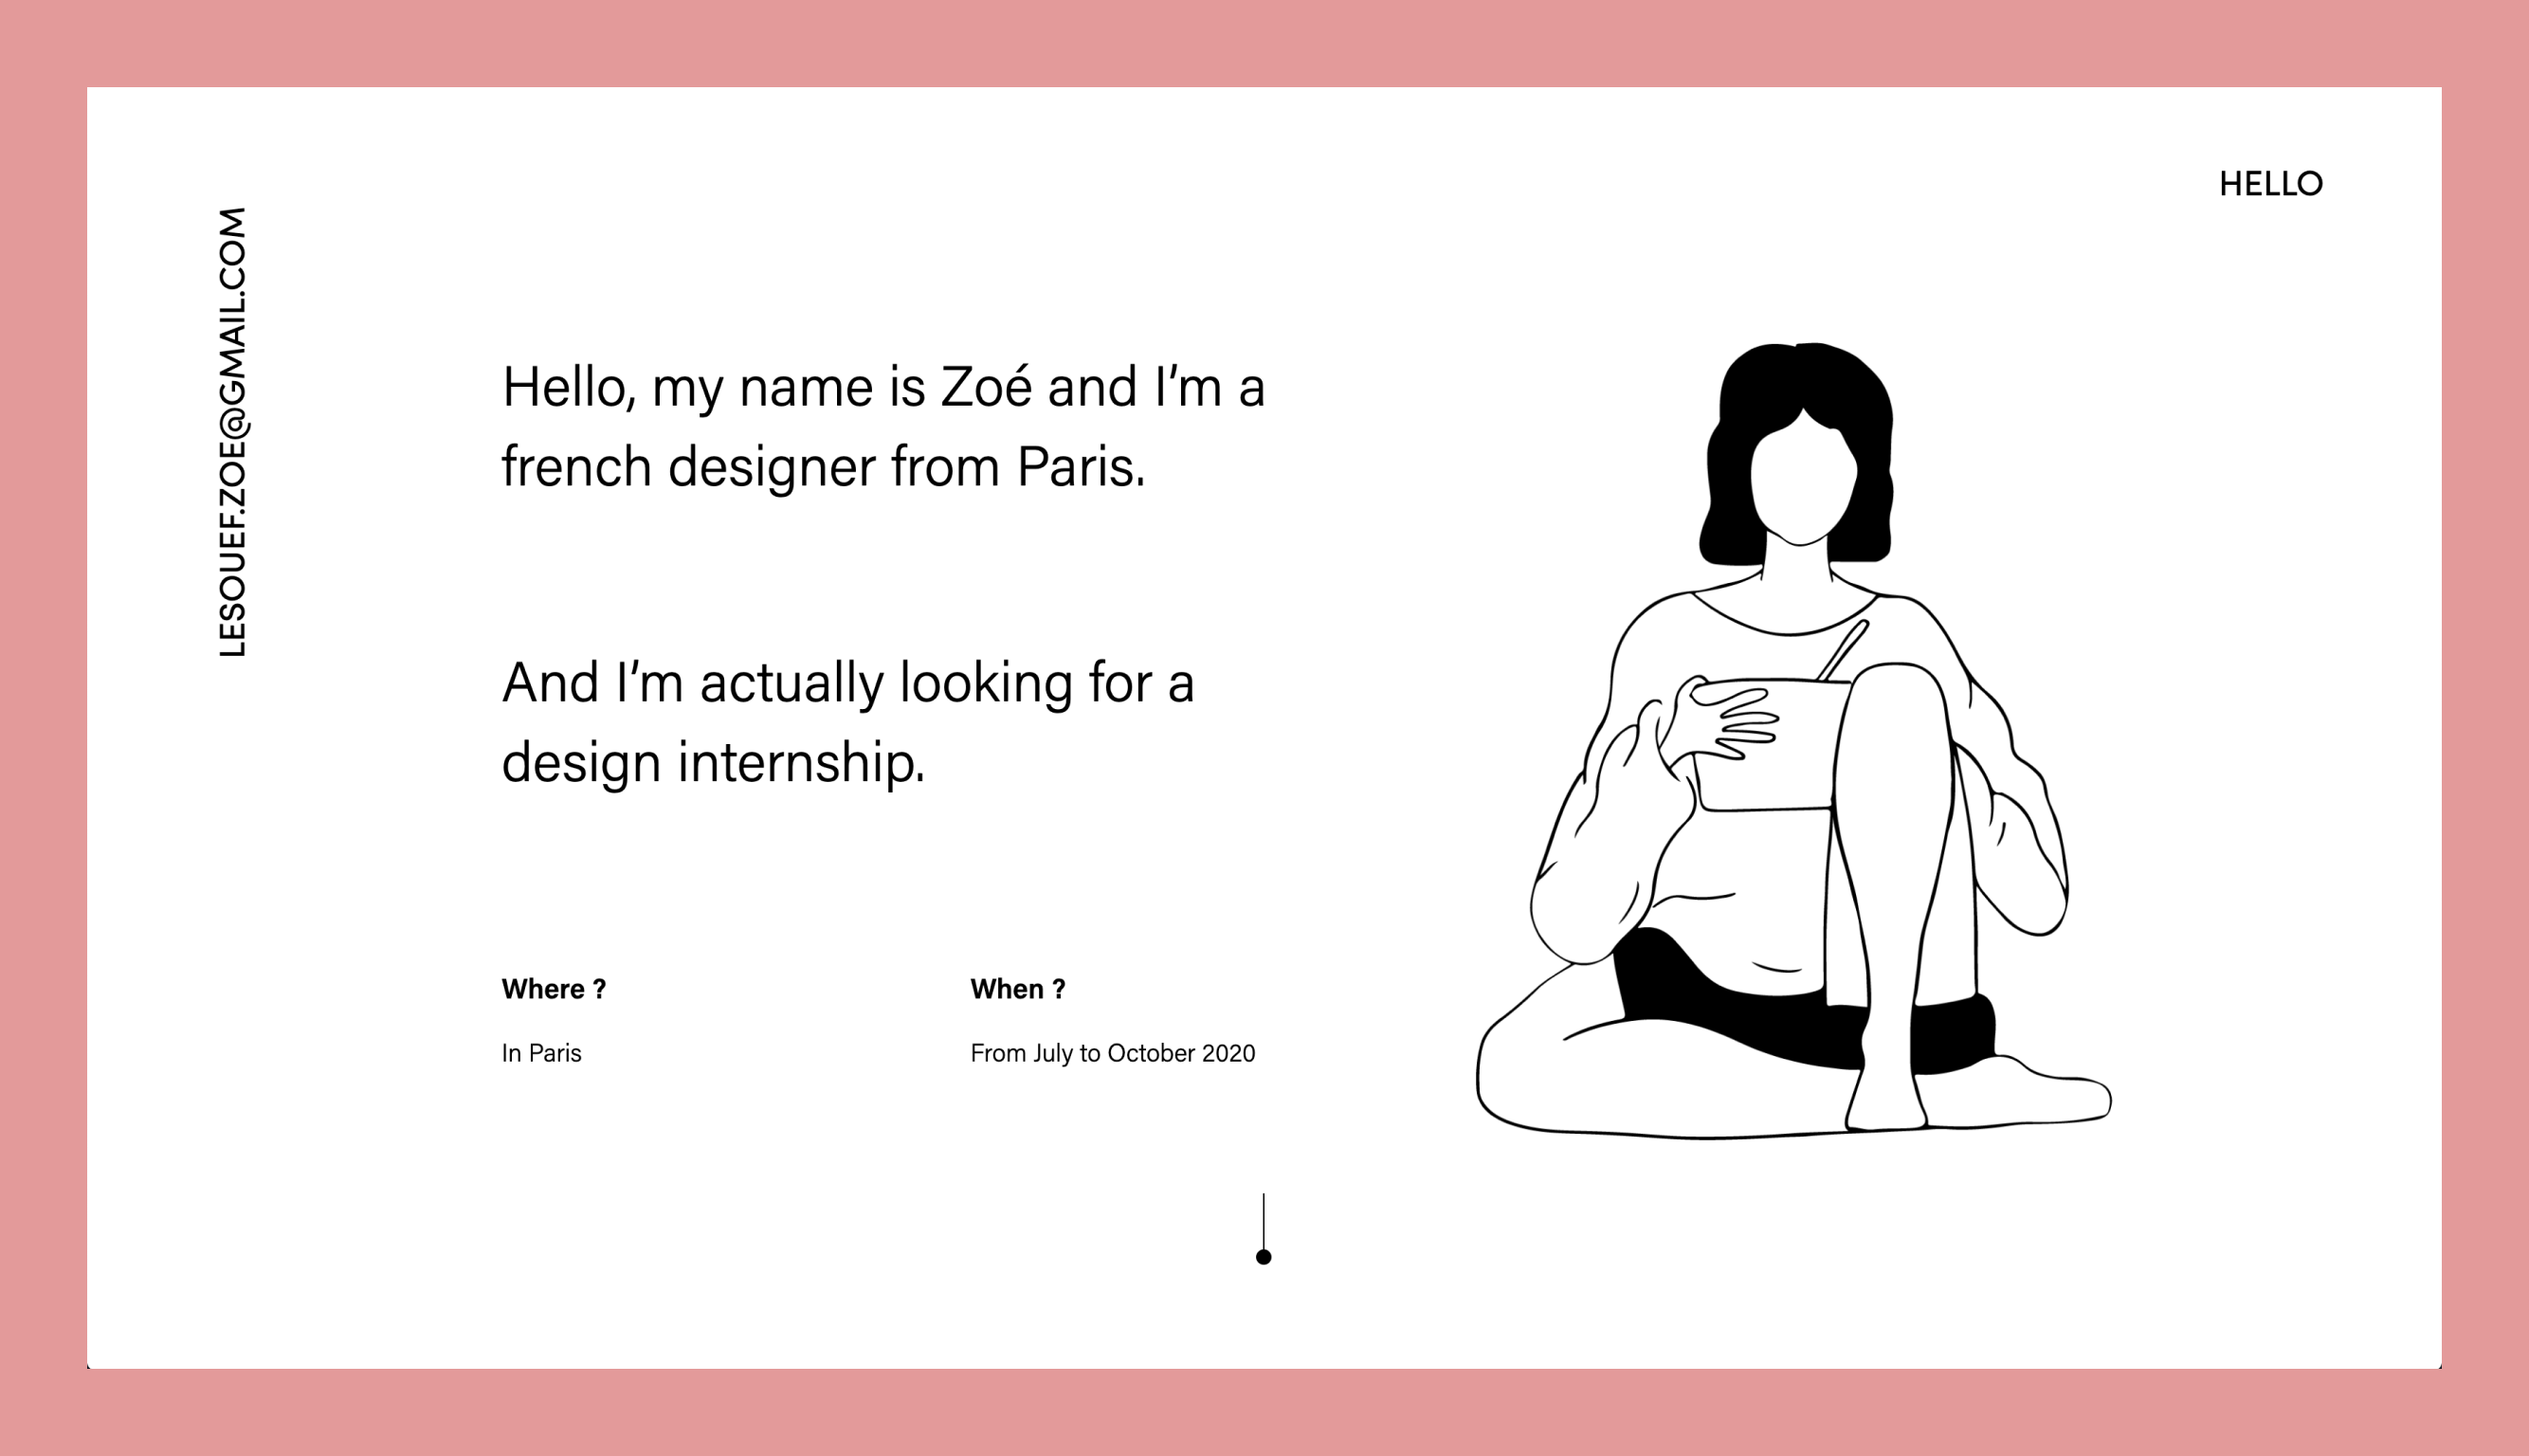 HELLO
LESOUEF.ZOE@GMAIL.COM
Hello, my name is Zoé and I’m a
french designer from Paris.
And I’m actually looking for a
design internship.
Where ?
In Paris
When ?
From July to October 2020